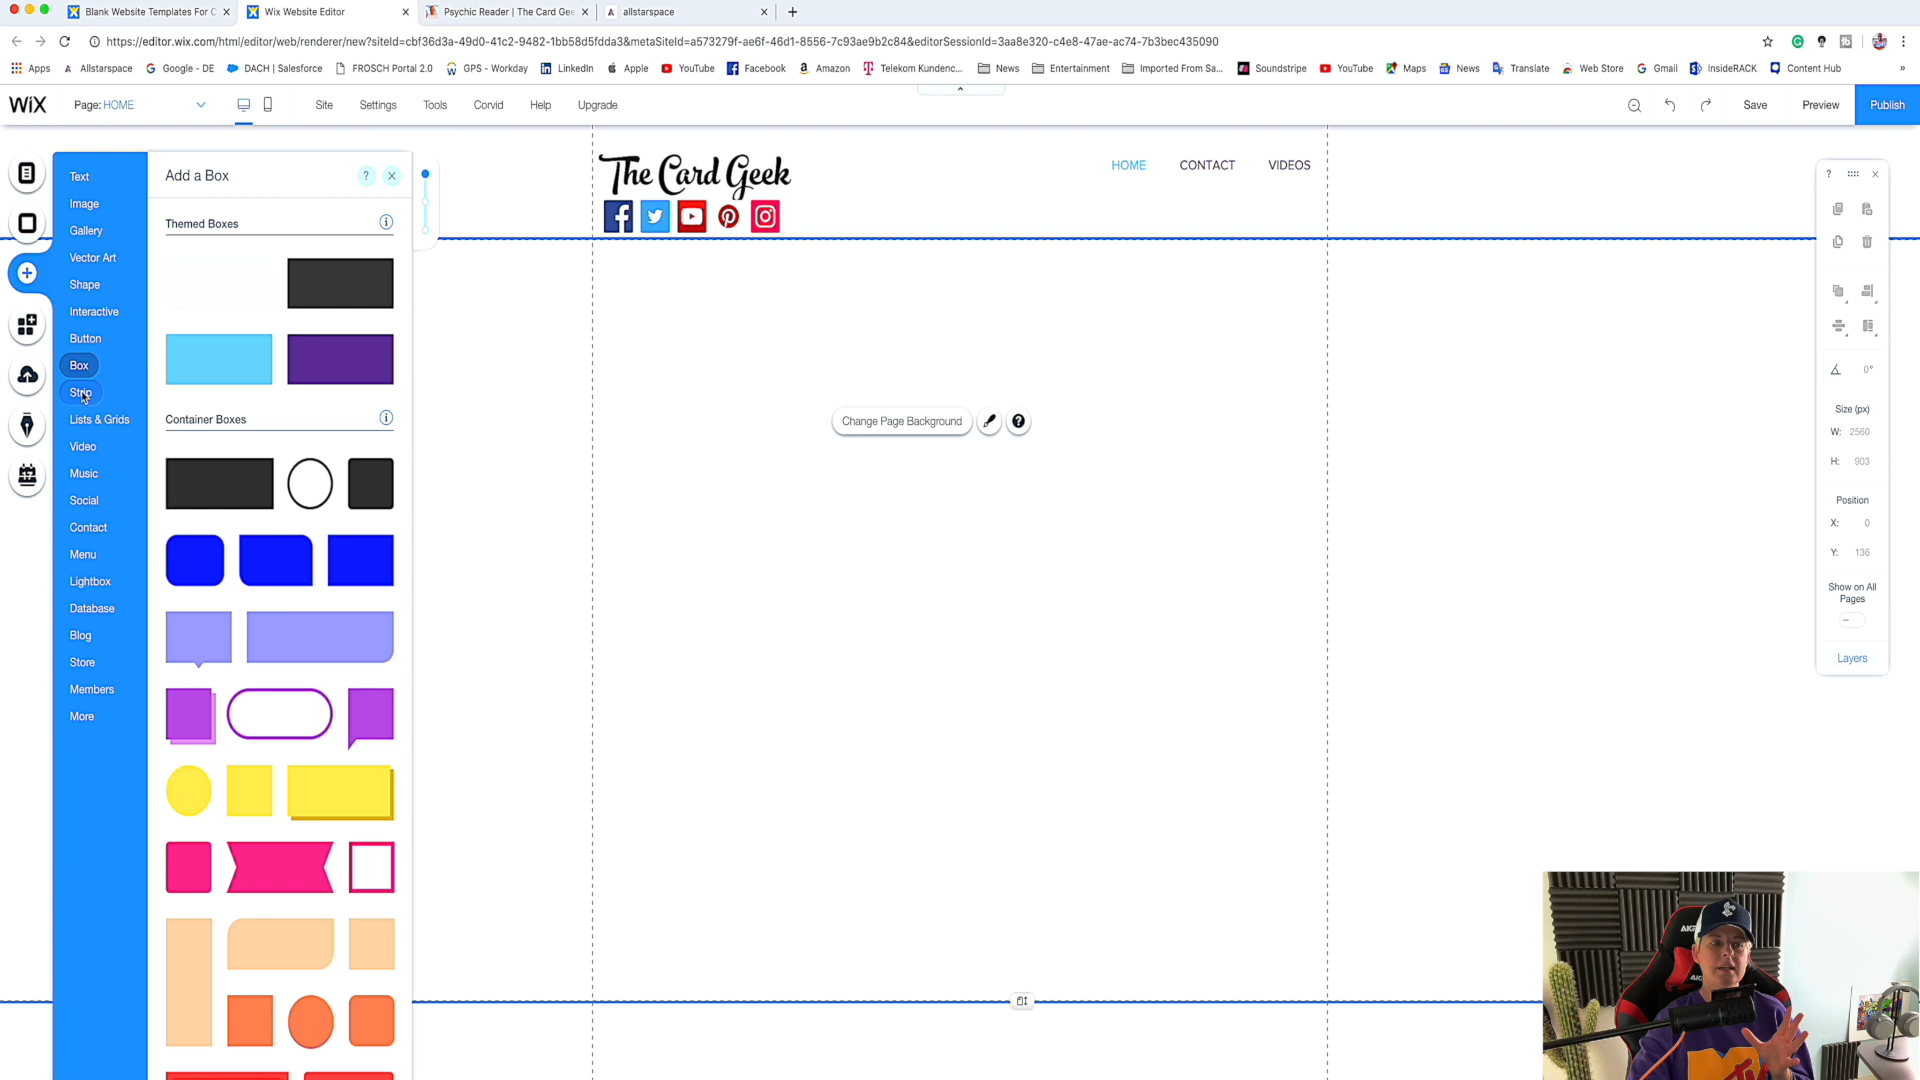 Blank Website Templates For C
Wix Website Editor
Psychic Reader | The Card Gee
allstarspace
https://editor.wix.com/html/editor/web/renderer/new?siteId=cbf36d3a-49d0-41c2-9482-1bb58d5fdda3&metaSiteId=a573279f-ae6f-46d1-8556-7c93ae9b2c84&editorSessionId=3aa8e320-c4e8-47ae-ac74-7b3bec435090
Apps Allstarspace Google - DE DACH | Salesforce FROSCH Portal 2.0 GPS - Workday LinkedIn Apple YouTube Facebook Amazon Telekom Kundenc... News Entertainment Imported From Sa... Soundstripe YouTube Maps News Translate Web Store Gmail InsideRACK Content Hub »
WiX Page: HOME Site Settings Tools Corvid Help Upgrade Save Preview Publish
Text
Image
Gallery
Vector Art
Shape
Interactive
Button
Box
Strip
Lists & Grids
Video
Music
Social
Contact
Menu
Lightbox
Database
Blog
Store
Members
More
Add a Box ?
Themed Boxes
Container Boxes
The Card Geek
HOME CONTACT VIDEOS
Change Page Background ?
?
0°
Size (px)
W: 2560
H: 903
Position
X: 0
Y: 136
Show on All
Pages
Layers